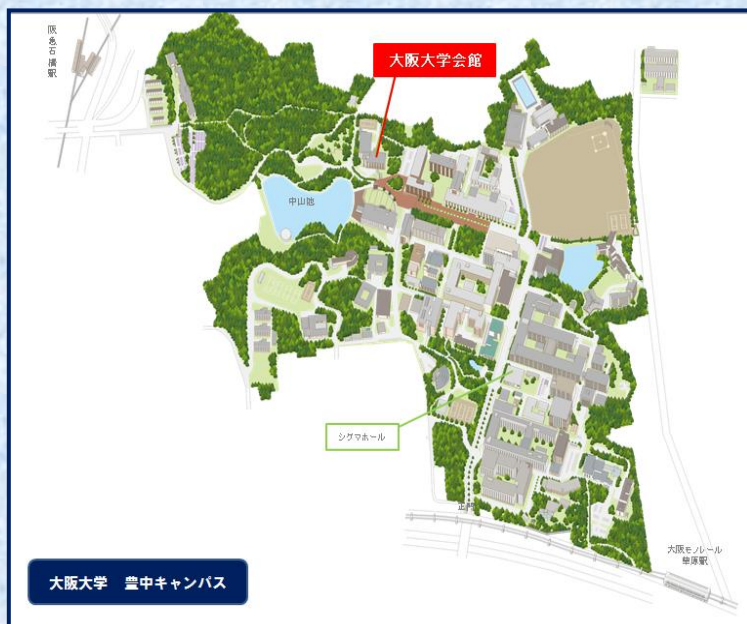 阪急石橋駅
大阪大学会館
中山池
シグマホール
正門
大阪モノレール
柴原駅
大阪大学　豊中キャンパス